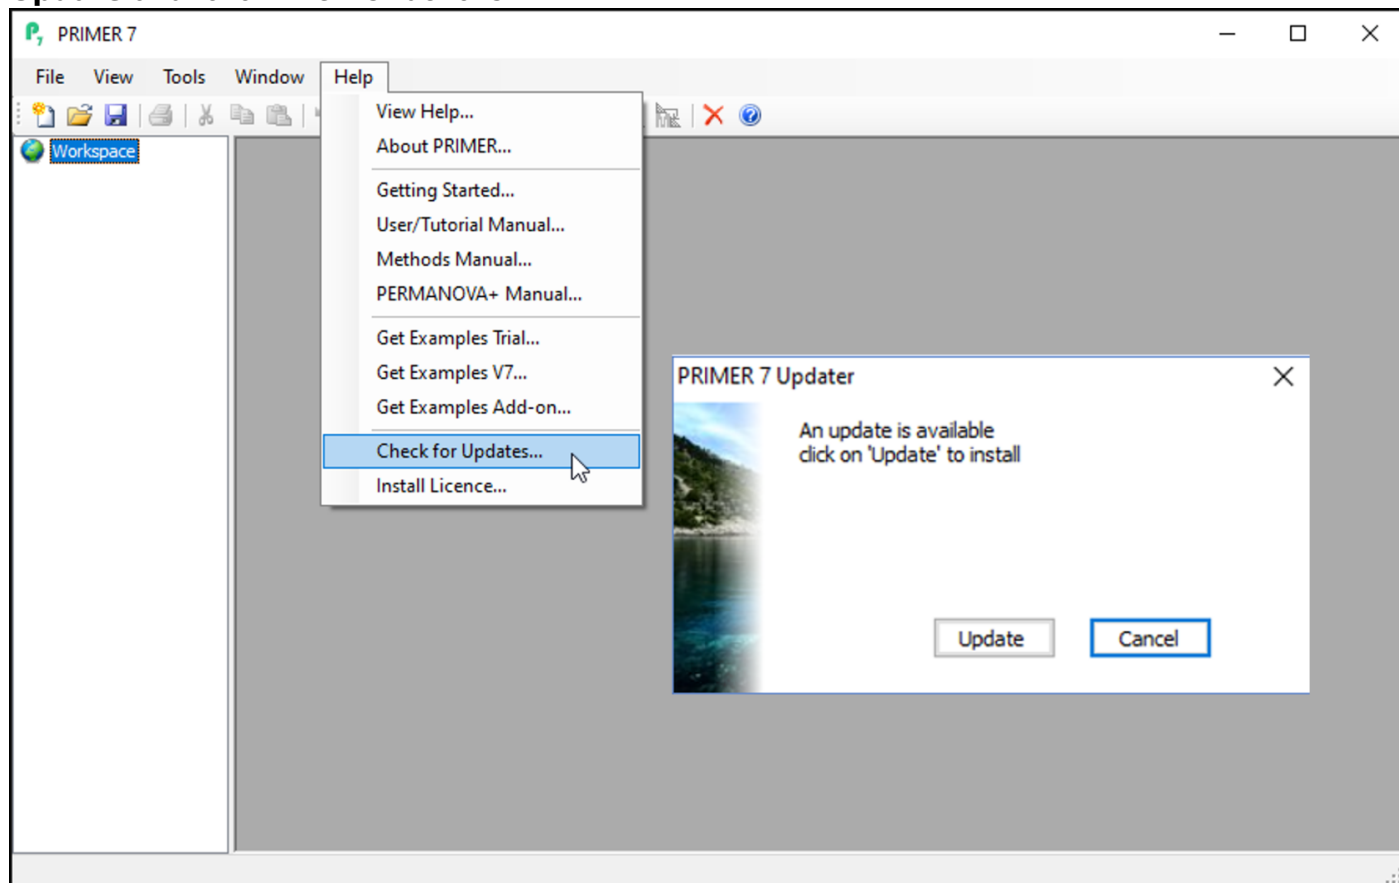 PRIMER 7
File View Tools Window Help
Workspace
View Help...
About PRIMER...
Getting Started...
User/Tutorial Manual...
Methods Manual...
PERMANOVA+ Manual...
Get Examples Trial...
Get Examples V7...
Get Examples Add-on...
Check for Updates...
Install Licence...
PRIMER 7 Updater
An update is available
click on 'Update' to install
Update Cancel